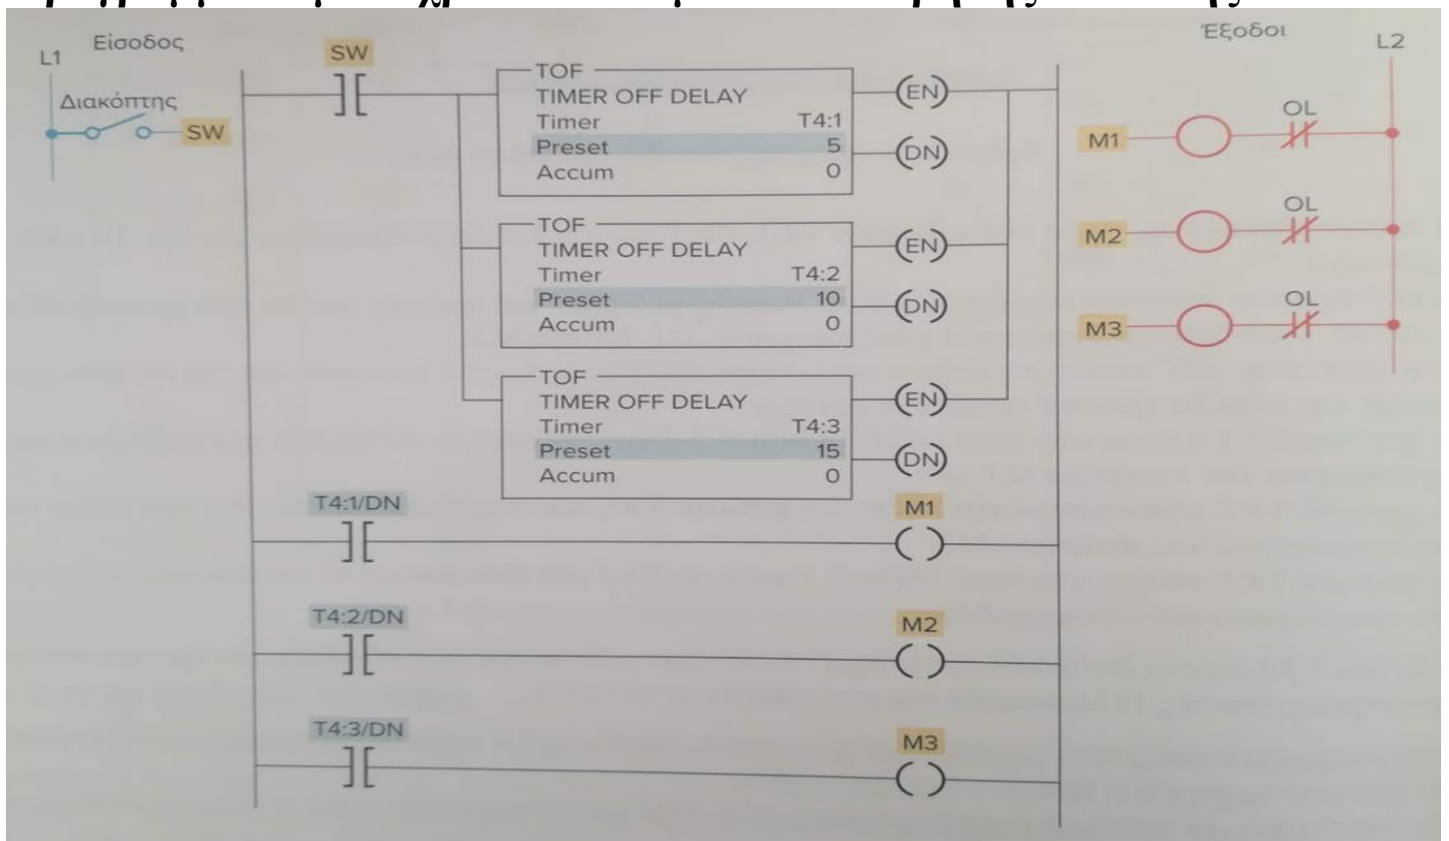 Είσοδος
L1
Διακόπτης
SW
SW
TOF
TIMER OFF DELAY
Timer T4:1
Preset 5
Accum 0
EN
DN
TOF
TIMER OFF DELAY
Timer T4:2
Preset 10
Accum 0
EN
DN
TOF
TIMER OFF DELAY
Timer T4:3
Preset 15
Accum 0
EN
DN
T4:1/DN
M1
T4:2/DN
M2
T4:3/DN
M3
Έξοδοι
L2
M1
OL
M2
OL
M3
OL